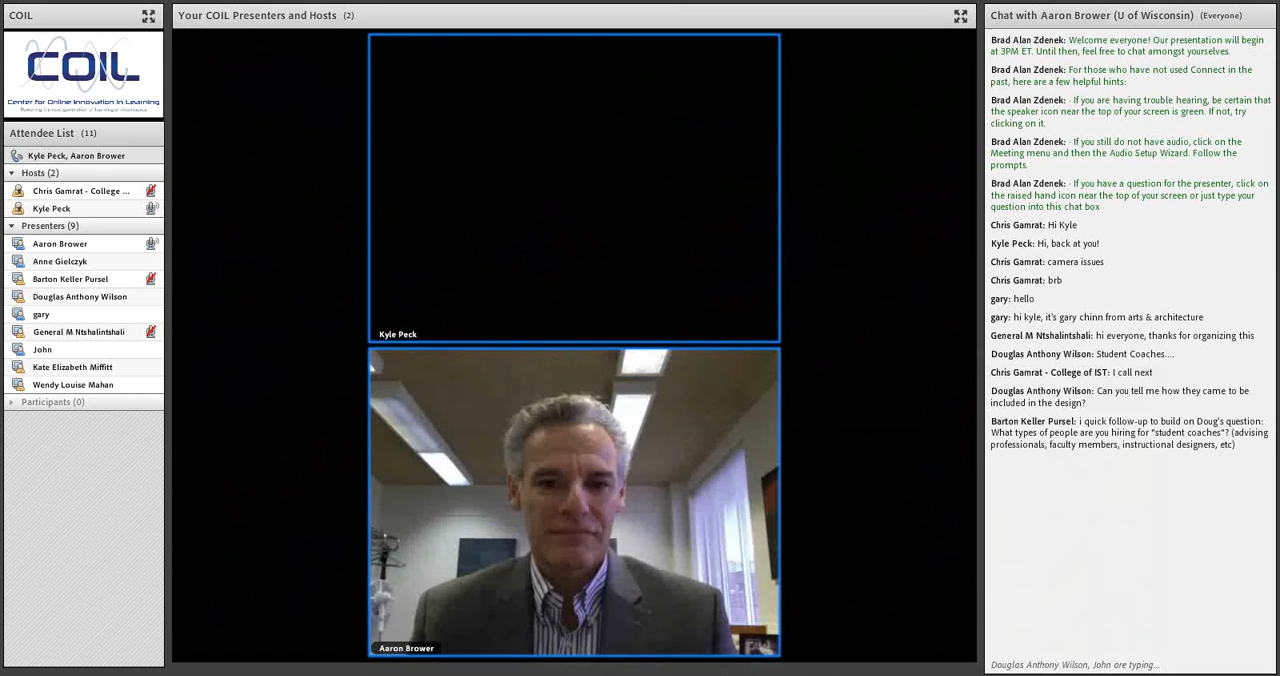 COIL
COIL
Center for Online Innovation in Learning
Attendee List (11)
Kyle Peck, Aaron Brower
Hosts (2)
Chris Gamrat - College ...
Kyle Peck
Presenters (9)
Aaron Brower
Anne Gielczyk
Barton Keller Pursel
Douglas Anthony Wilson
gary
General M Ntshalintshali
John
Kate Elizabeth Miffitt
Wendy Louise Mahan
Participants (0)
Your COIL Presenters and Hosts (2)
Kyle Peck
Aaron Brower
Chat with Aaron Brower (U of Wisconsin) (Everyone)
Brad Alan Zdenek: Welcome everyone! Our presentation will begin
at 3PM ET. Until then, feel free to chat amongst yourselves.
Brad Alan Zdenek: For those who have not used Connect in the
past, here are a few helpful hints:
Brad Alan Zdenek: · If you are having trouble hearing, be certain that
the speaker icon near the top of your screen is green. If not, try
clicking on it.
Brad Alan Zdenek: · If you still do not have audio, click on the
Meeting menu and then the Audio Setup Wizard. Follow the
prompts.
Brad Alan Zdenek: · If you have a question for the presenter, click on
the raised hand icon near the top of your screen or just type your
question into this chat box
Chris Gamrat: Hi Kyle
Kyle Peck: Hi, back at you!
Chris Gamrat: camera issues
Chris Gamrat: brb
gary: hello
gary: hi kyle, it's gary chinn from arts & architecture
General M Ntshalintshali: hi everyone, thanks for organizing this
Douglas Anthony Wilson: Student Coaches....
Chris Gamrat - College of IST: I call next
Douglas Anthony Wilson: Can you tell me how they came to be
included in the design?
Barton Keller Pursel: i quick follow-up to build on Doug's question:
What types of people are you hiring for "student coaches"? (advising
professionals, faculty members, instructional designers, etc)
Douglas Anthony Wilson, John are typing...